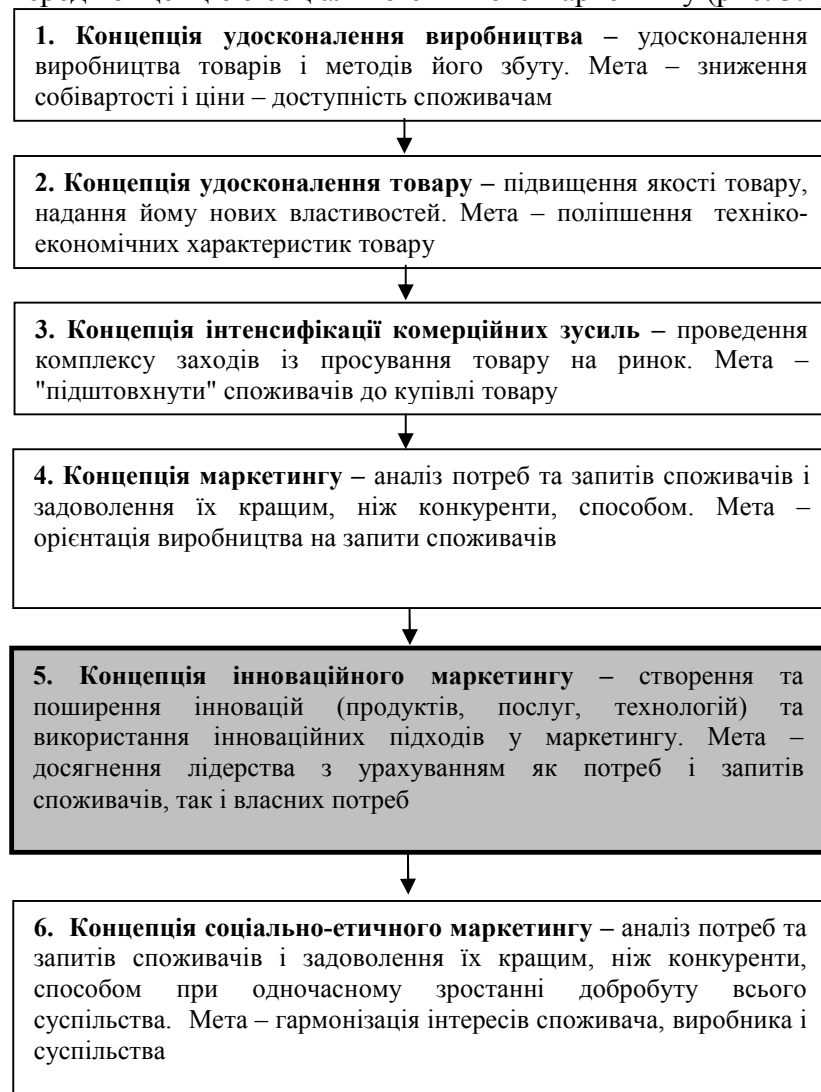 1. Концепція удосконалення виробництва – удосконалення
виробництва товарів і методів його збуту. Мета – зниження
собівартості і ціни – доступність споживачам
2. Концепція удосконалення товару – підвищення якості товару,
надання йому нових властивостей. Мета – поліпшення техніко-
економічних характеристик товару
3. Концепція інтенсифікації комерційних зусиль – проведення
комплексу заходів із просування товару на ринок. Мета –
"підштовхнути" споживачів до купівлі товару
4. Концепція маркетингу – аналіз потреб та запитів споживачів і
задоволення їх кращим, ніж конкуренти, способом. Мета –
орієнтація виробництва на запити споживачів
5. Концепція інноваційного маркетингу – створення та
поширення інновацій (продуктів, послуг, технологій) та
використання інноваційних підходів у маркетингу. Мета –
досягнення лідерства з урахуванням як потреб і запитів
споживачів, так і власних потреб
6. Концепція соціально-етичного маркетингу – аналіз потреб та
запитів споживачів і задоволення їх кращим, ніж конкуренти,
способом при одночасному зростанні добробуту всього
суспільства. Мета – гармонізація інтересів споживача, виробника і
суспільства